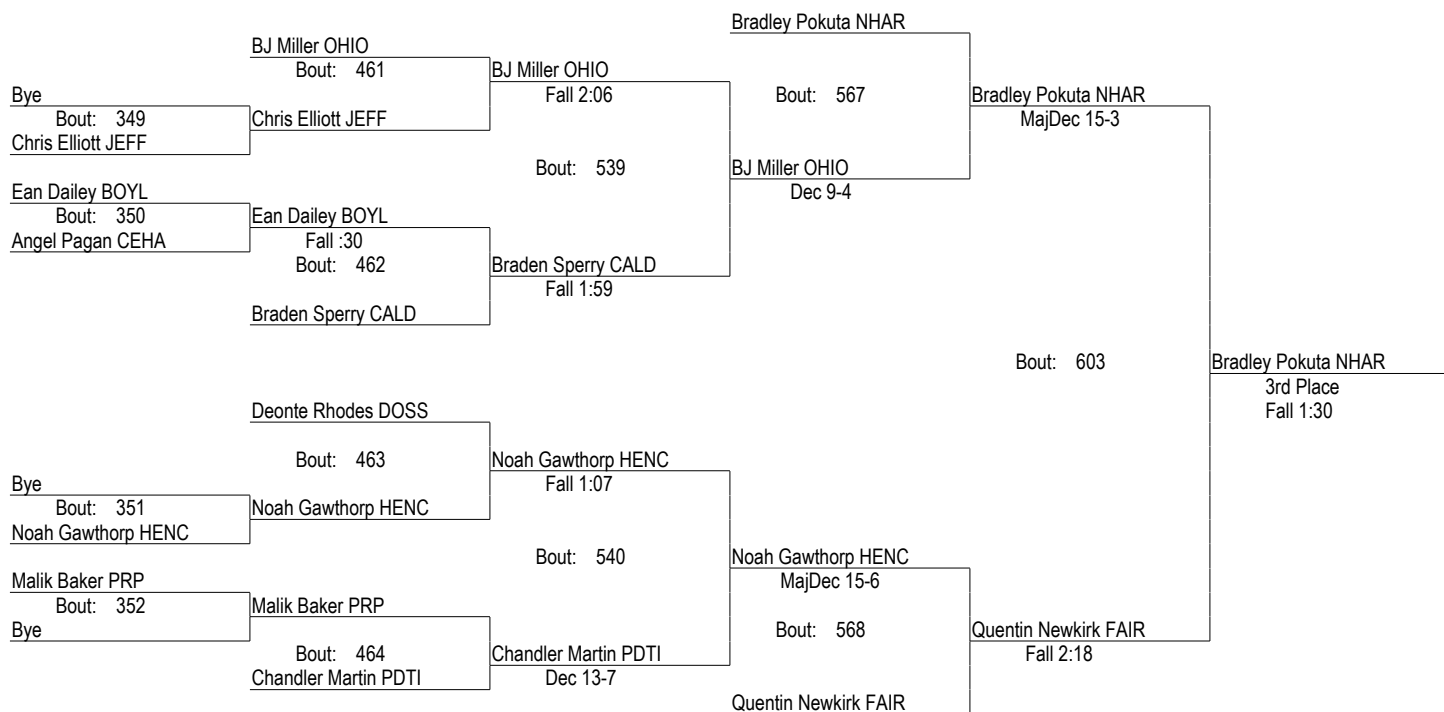 Bradley Pokuta NHAR
BJ Miller OHIO
Bout: 461
BJ Miller OHIO
Fall 2:06
Bye
Bout: 567
Bradley Pokuta NHAR
MajDec 15-3
Bout: 349
Chris Elliott JEFF
Chris Elliott JEFF
Bout: 539
BJ Miller OHIO
Dec 9-4
Ean Dailey BOYL
Bout: 350
Ean Dailey BOYL
Angel Pagan CEHA
Fall :30
Bout: 462
Braden Sperry CALD
Fall 1:59
Braden Sperry CALD
Bout: 603
Bradley Pokuta NHAR
3rd Place
Fall 1:30
Deonte Rhodes DOSS
Bout: 463
Noah Gawthorp HENC
Fall 1:07
Bye
Bout: 351
Noah Gawthorp HENC
Noah Gawthorp HENC
Bout: 540
Noah Gawthorp HENC
MajDec 15-6
Malik Baker PRP
Bout: 352
Malik Baker PRP
Bye
Bout: 568
Quentin Newkirk FAIR
Fall 2:18
Bout: 464
Chandler Martin PDTI
Dec 13-7
Chandler Martin PDTI
Quentin Newkirk FAIR